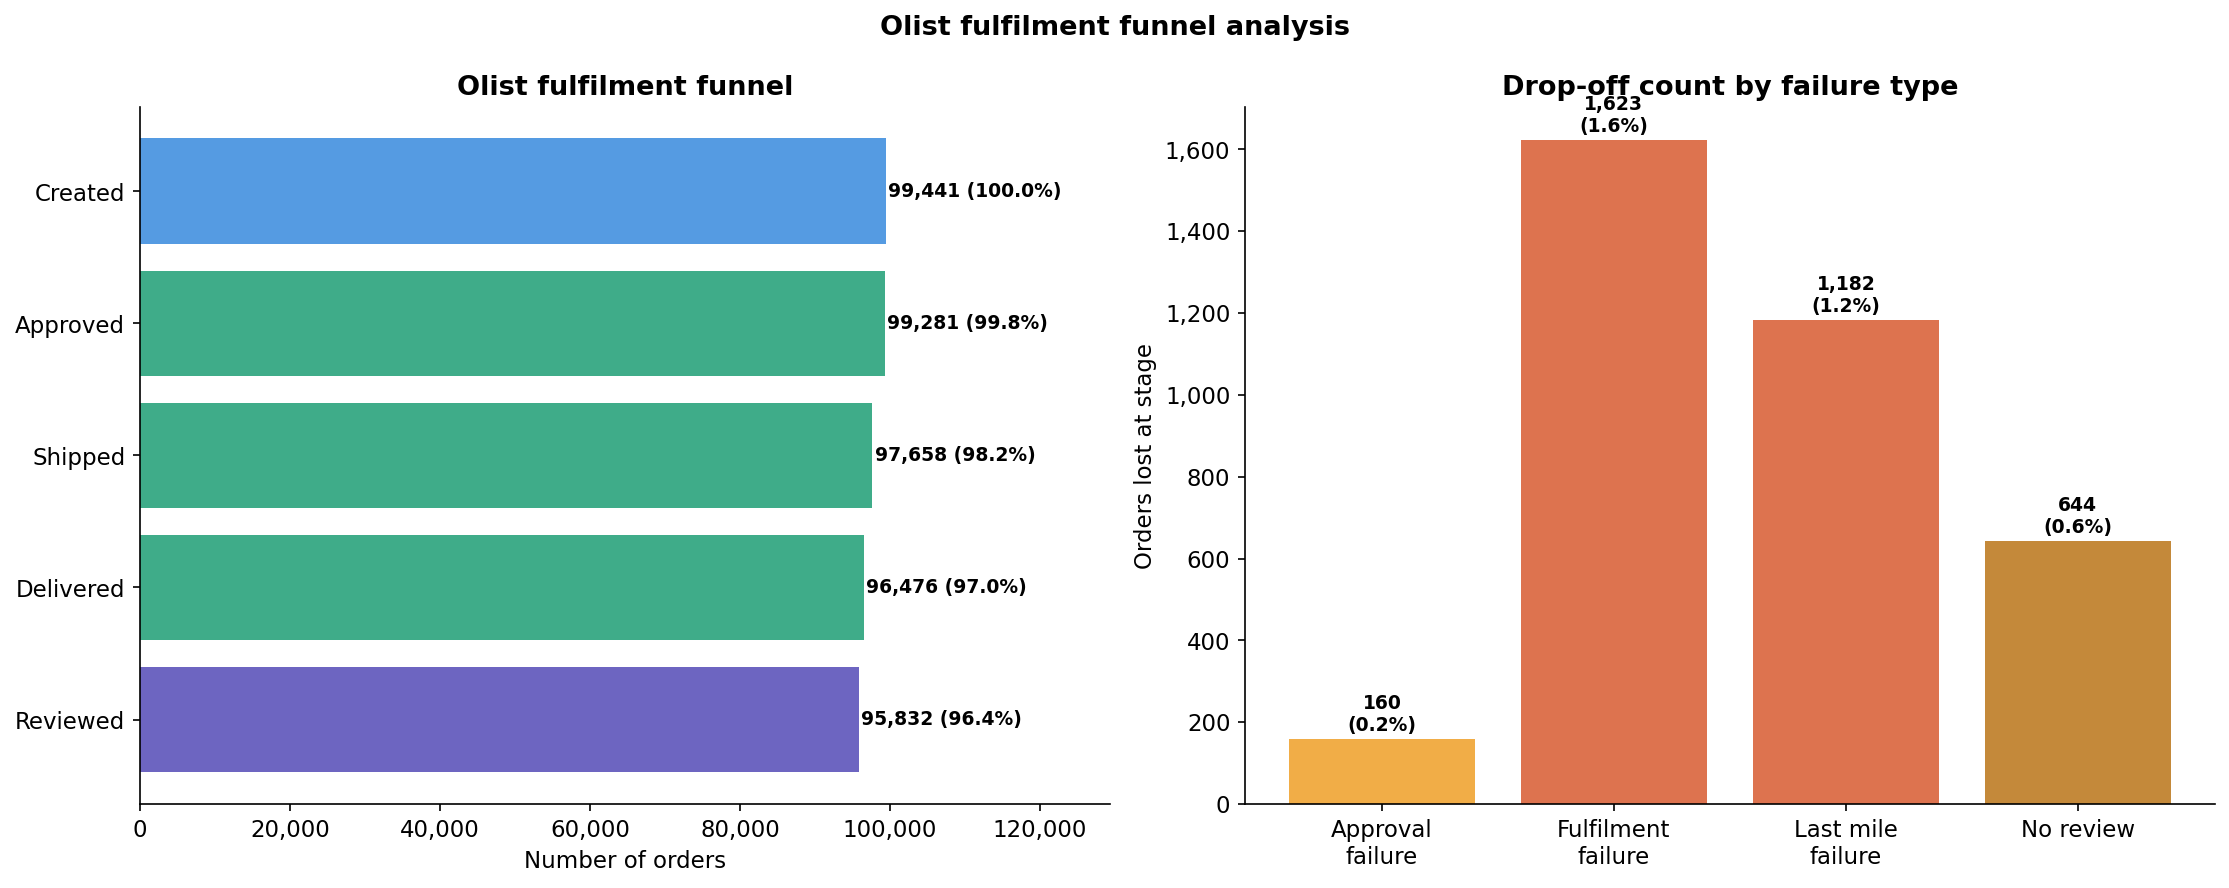 Olist fulfilment funnel analysis
Olist fulfilment funnel
Created
Approved
Shipped
Delivered
Reviewed
99,441 (100.0%)
99,281 (99.8%)
97,658 (98.2%)
96,476 (97.0%)
95,832 (96.4%)
0
20,000
40,000
60,000
80,000
100,000
120,000
Number of orders
Drop-off count by failure type
Orders lost at stage
1,600
1,400
1,200
1,000
800
600
400
200
0
160
(0.2%)
1,623
(1.6%)
1,182
(1.2%)
644
(0.6%)
Approval
failure
Fulfilment
failure
Last mile
failure
No review